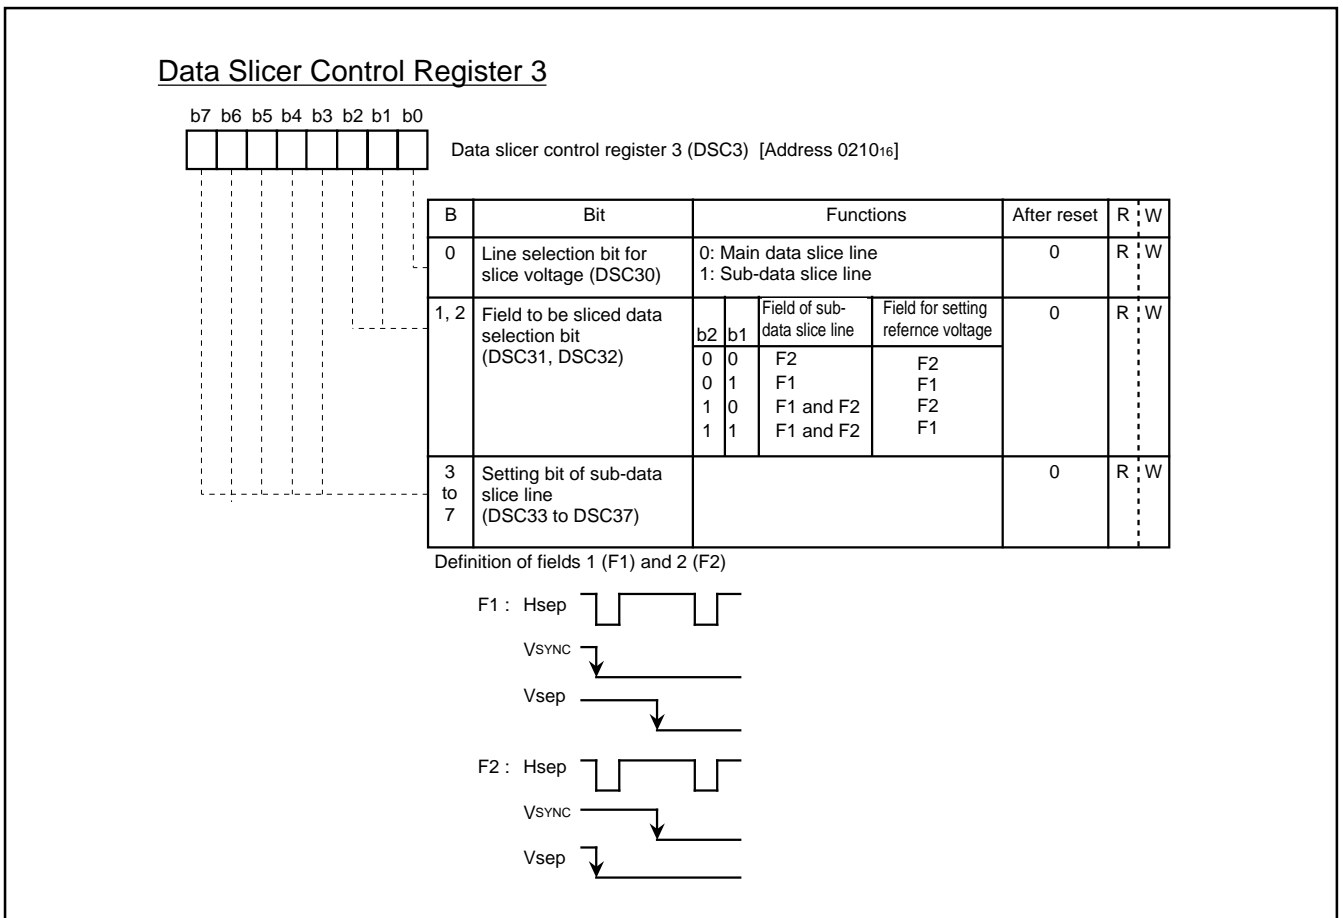 Data Slicer Control Register 3
b7 b6 b5 b4 b3 b2 b1 b0
Data slicer control register 3 (DSC3) [Address 021016]
B Bit Functions After reset R W
0 Line selection bit for slice voltage (DSC30) 0: Main data slice line 0 R W
1: Sub-data slice line
1, 2 Field to be sliced data selection bit (DSC31, DSC32) 0 R W
b2 b1 Field of sub-data slice line Field for setting refernce voltage
0 0 F2 F2
0 1 F1 F1
1 0 F1 and F2 F2
1 1 F1 and F2 F1
3 to 7 Setting bit of sub-data slice line (DSC33 to DSC37) 0 R W
Definition of fields 1 (F1) and 2 (F2)
F1 : Hsep
VSYNC
Vsep
F2 : Hsep
VSYNC
Vsep